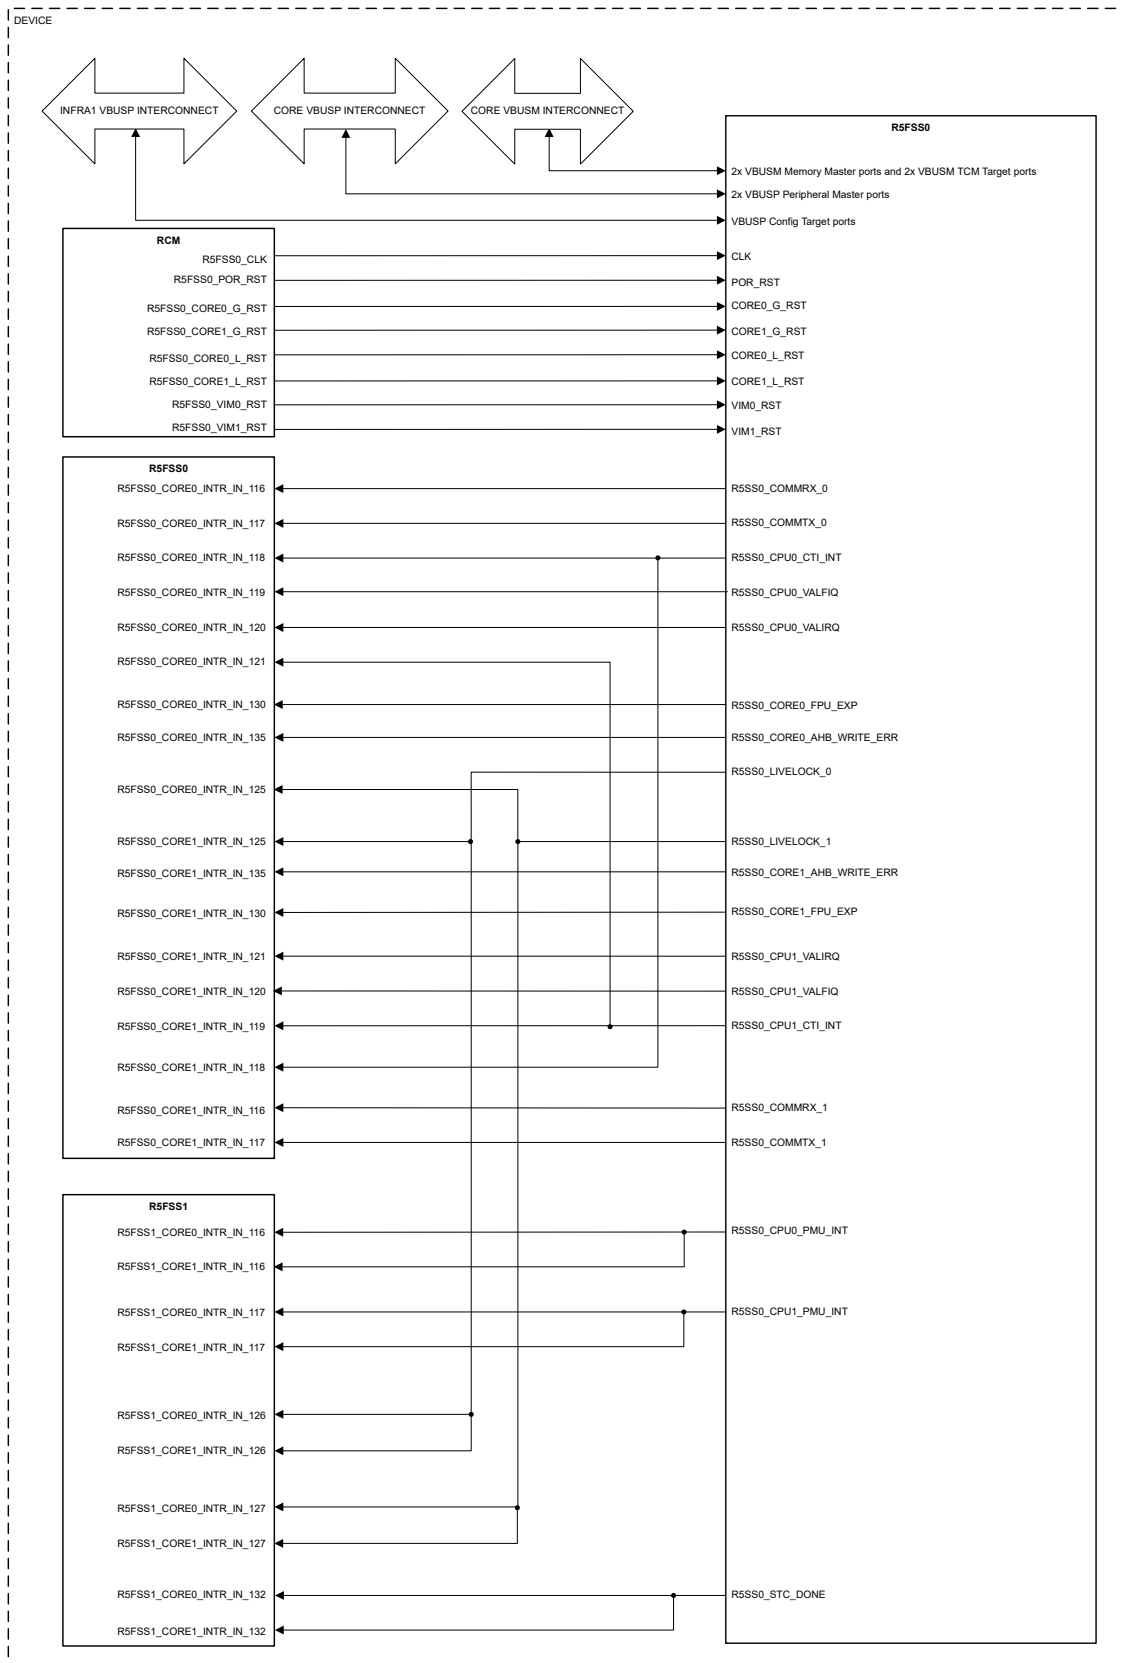 DEVICE
INFRA1 VBUSP INTERCONNECT
CORE VBUSP INTERCONNECT
CORE VBUSM INTERCONNECT
R5FSS0
2x VBUSM Memory Master ports and 2x VBUSM TCM Target ports
2x VBUSP Peripheral Master ports
VBUSP Config Target ports
CLK
POR_RST
CORE0_G_RST
CORE1_G_RST
CORE0_L_RST
CORE1_L_RST
VIM0_RST
VIM1_RST
R5SS0_COMMRX_0
R5SS0_COMMTX_0
R5SS0_CPU0_CTI_INT
R5SS0_CPU0_VALFIQ
R5SS0_CPU0_VALIRQ
R5SS0_CORE0_FPU_EXP
R5SS0_CORE0_AHB_WRITE_ERR
R5SS0_LIVELOCK_0
R5SS0_LIVELOCK_1
R5SS0_CORE1_AHB_WRITE_ERR
R5SS0_CORE1_FPU_EXP
R5SS0_CPU1_VALIRQ
R5SS0_CPU1_VALFIQ
R5SS0_CPU1_CTI_INT
R5SS0_COMMRX_1
R5SS0_COMMTX_1
R5SS0_CPU0_PMU_INT
R5SS0_CPU1_PMU_INT
R5SS0_STC_DONE
RCM
R5FSS0_CLK
R5FSS0_POR_RST
R5FSS0_CORE0_G_RST
R5FSS0_CORE1_G_RST
R5FSS0_CORE0_L_RST
R5FSS0_CORE1_L_RST
R5FSS0_VIM0_RST
R5FSS0_VIM1_RST
R5FSS0
R5FSS0_CORE0_INTR_IN_116
R5FSS0_CORE0_INTR_IN_117
R5FSS0_CORE0_INTR_IN_118
R5FSS0_CORE0_INTR_IN_119
R5FSS0_CORE0_INTR_IN_120
R5FSS0_CORE0_INTR_IN_121
R5FSS0_CORE0_INTR_IN_130
R5FSS0_CORE0_INTR_IN_135
R5FSS0_CORE0_INTR_IN_125
R5FSS0_CORE1_INTR_IN_125
R5FSS0_CORE1_INTR_IN_135
R5FSS0_CORE1_INTR_IN_130
R5FSS0_CORE1_INTR_IN_121
R5FSS0_CORE1_INTR_IN_120
R5FSS0_CORE1_INTR_IN_119
R5FSS0_CORE1_INTR_IN_118
R5FSS0_CORE1_INTR_IN_116
R5FSS0_CORE1_INTR_IN_117
R5FSS1
R5FSS1_CORE0_INTR_IN_116
R5FSS1_CORE1_INTR_IN_116
R5FSS1_CORE0_INTR_IN_117
R5FSS1_CORE1_INTR_IN_117
R5FSS1_CORE0_INTR_IN_126
R5FSS1_CORE1_INTR_IN_126
R5FSS1_CORE0_INTR_IN_127
R5FSS1_CORE1_INTR_IN_127
R5FSS1_CORE0_INTR_IN_132
R5FSS1_CORE1_INTR_IN_132